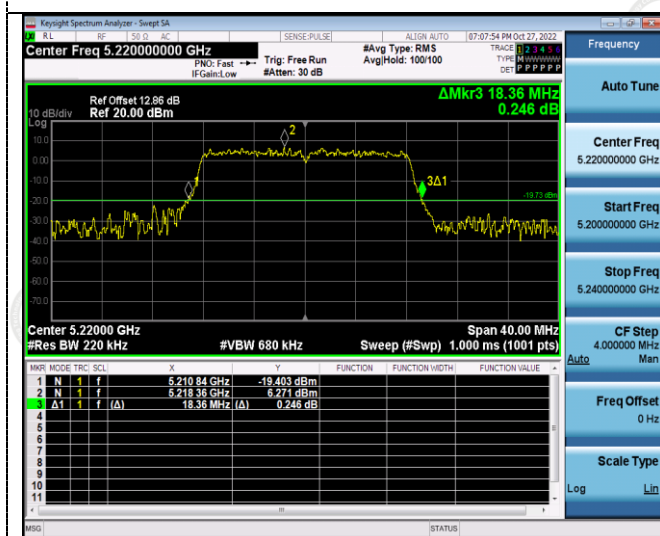 Keysight Spectrum Analyzer - Swept SA
RL RF 50 Ω AC SENSE:PULSE ALIGN AUTO 07:07:54 PM Oct 27, 2022
Center Freq 5.220000000 GHz
PNO: Fast
IFGain:Low
Trig: Free Run
#Atten: 30 dB
#Avg Type: RMS
Avg|Hold: 100/100
TRACE 1 2 3 4 5 6
TYPE M WWWWW
DET P P P P P P
Frequency
Auto Tune
Center Freq
5.220000000 GHz
Start Freq
5.200000000 GHz
Stop Freq
5.240000000 GHz
CF Step
4.000000 MHz
Auto Man
Freq Offset
0 Hz
Scale Type
Log Lin
ΔMkr3 18.36 MHz
0.246 dB
Ref Offset 12.86 dB
10 dB/div Ref 20.00 dBm
Log
10.0
0.00
-10.0
-20.0
-30.0
-40.0
-50.0
-60.0
-70.0
1
2
3Δ1
-19.73 dBm
Center 5.22000 GHz Span 40.00 MHz
#Res BW 220 kHz #VBW 680 kHz Sweep (#Swp) 1.000 ms (1001 pts)
MKR MODE TRC SCL X Y FUNCTION FUNCTION WIDTH FUNCTION VALUE
1 N 1 f 5.210 84 GHz -19.403 dBm
2 N 1 f 5.218 36 GHz 6.271 dBm
3 Δ1 1 f (Δ) 18.36 MHz (Δ) 0.246 dB
4
5
6
7
8
9
10
11
MSG STATUS